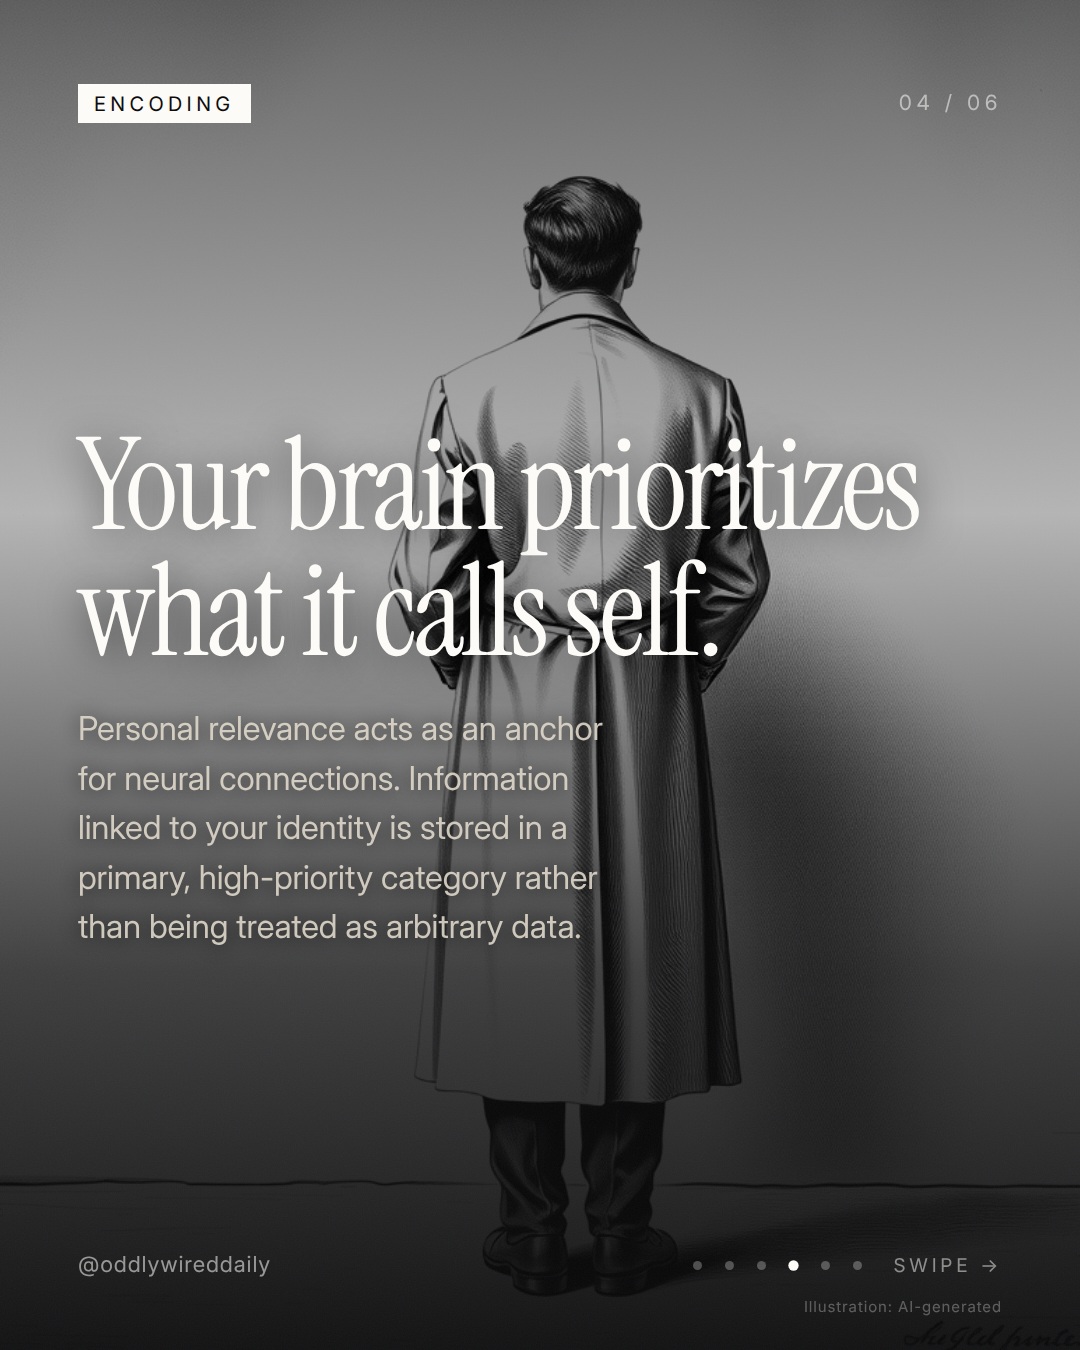 ENCODING
04 / 06
Your brain prioritizes
what it calls self.
Personal relevance acts as an anchor
for neural connections. Information
linked to your identity is stored in a
primary, high-priority category rather
than being treated as arbitrary data.
@oddlywireddaily
SWIPE →
Illustration: AI-generated